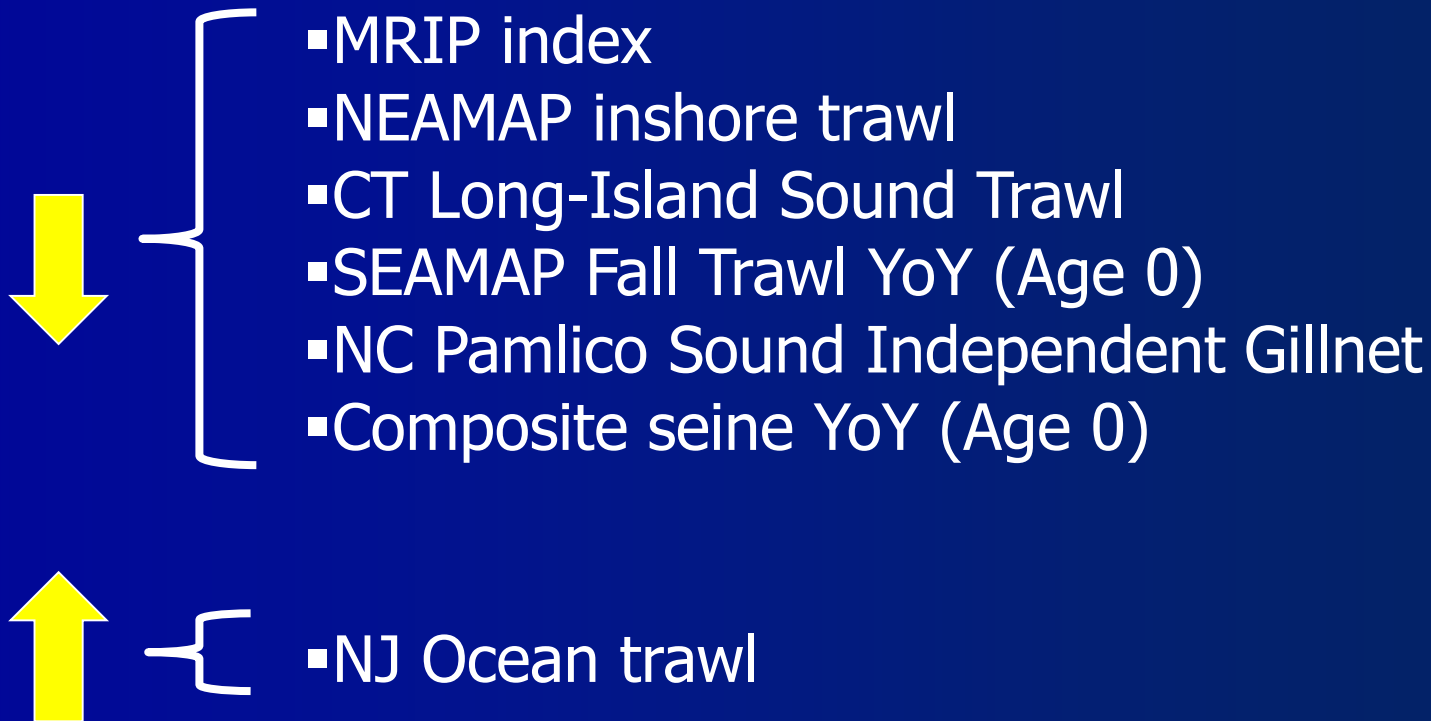 ▪MRIP index
▪NEAMAP inshore trawl
▪CT Long-Island Sound Trawl
▪SEAMAP Fall Trawl YoY (Age 0)
▪NC Pamlico Sound Independent Gillnet
▪Composite seine YoY (Age 0)
▪NJ Ocean trawl